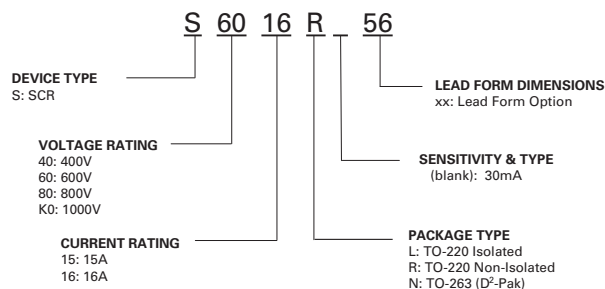 S 60 16 R _ 56
DEVICE TYPE
S: SCR
VOLTAGE RATING
40: 400V
60: 600V
80: 800V
K0: 1000V
CURRENT RATING
15: 15A
16: 16A
LEAD FORM DIMENSIONS
xx: Lead Form Option
SENSITIVITY & TYPE
(blank): 30mA
PACKAGE TYPE
L: TO-220 Isolated
R: TO-220 Non-Isolated
N: TO-263 (D²-Pak)